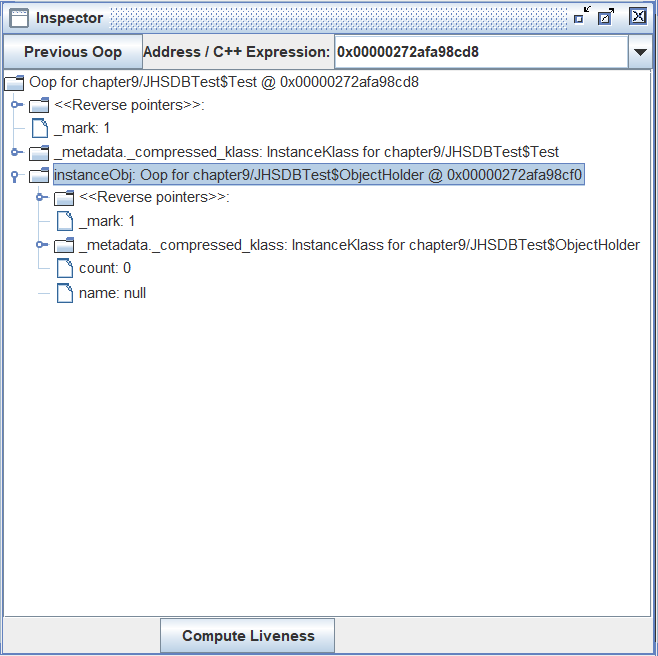 Inspector
Previous Oop Address / C++ Expression: 0x00000272afa98cd8
Oop for chapter9/JHSDBTest$Test @ 0x00000272afa98cd8
<<Reverse pointers>>:
_mark: 1
_metadata._compressed_klass: InstanceKlass for chapter9/JHSDBTest$Test
instanceObj: Oop for chapter9/JHSDBTest$ObjectHolder @ 0x00000272afa98cf0
<<Reverse pointers>>:
_mark: 1
_metadata._compressed_klass: InstanceKlass for chapter9/JHSDBTest$ObjectHolder
count: 0
name: null
Compute Liveness